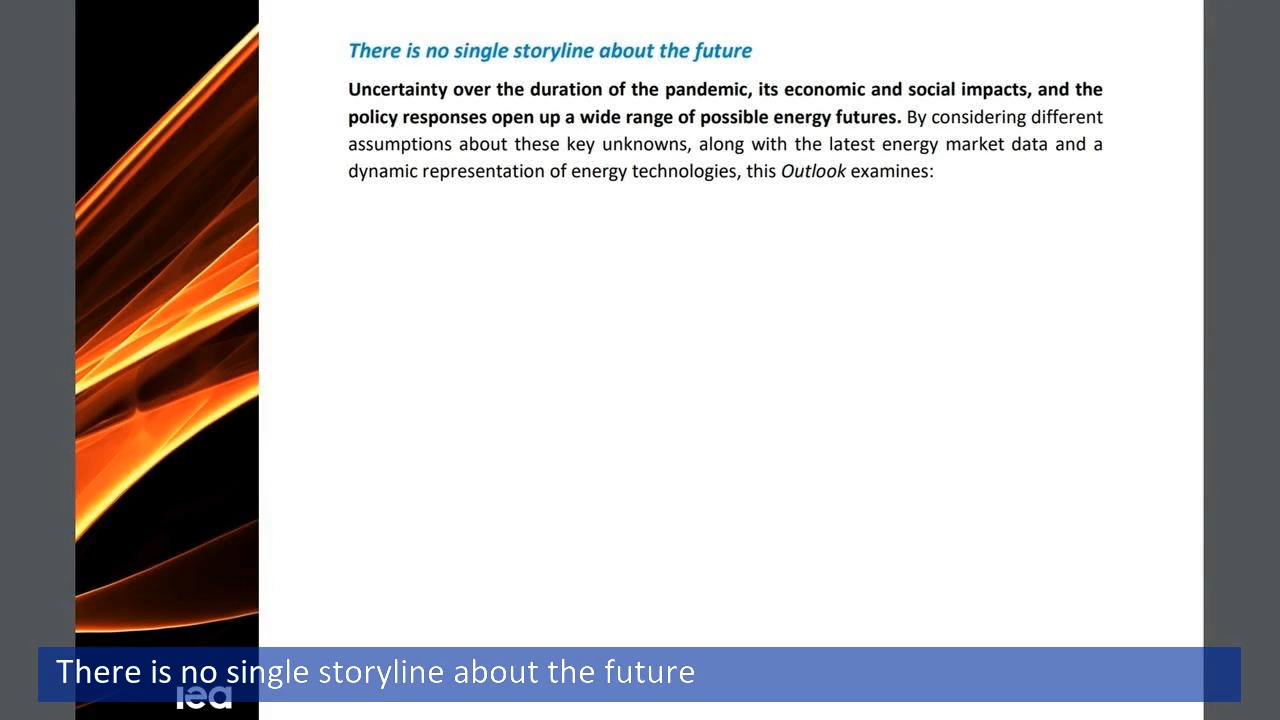 There is no single storyline about the future
Uncertainty over the duration of the pandemic, its economic and social impacts, and the
policy responses open up a wide range of possible energy futures. By considering different
assumptions about these key unknowns, along with the latest energy market data and a
dynamic representation of energy technologies, this Outlook examines:
There is no single storyline about the future
iea